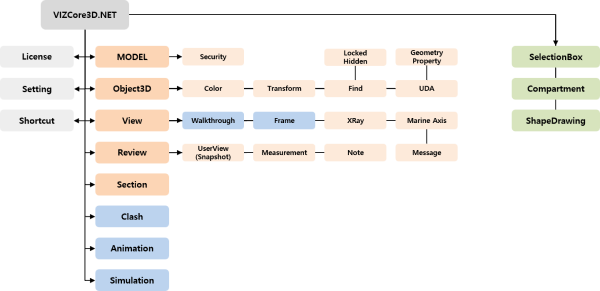 VIZCore3D.NET
License
MODEL
Security
Locked
Hidden
Geometry
Property
SelectionBox
Setting
Object3D
Color
Transform
Find
UDA
Compartment
Shortcut
View
Walkthrough
Frame
XRay
Marine Axis
ShapeDrawing
Review
UserView
(Snapshot)
Measurement
Note
Message
Section
Clash
Animation
Simulation